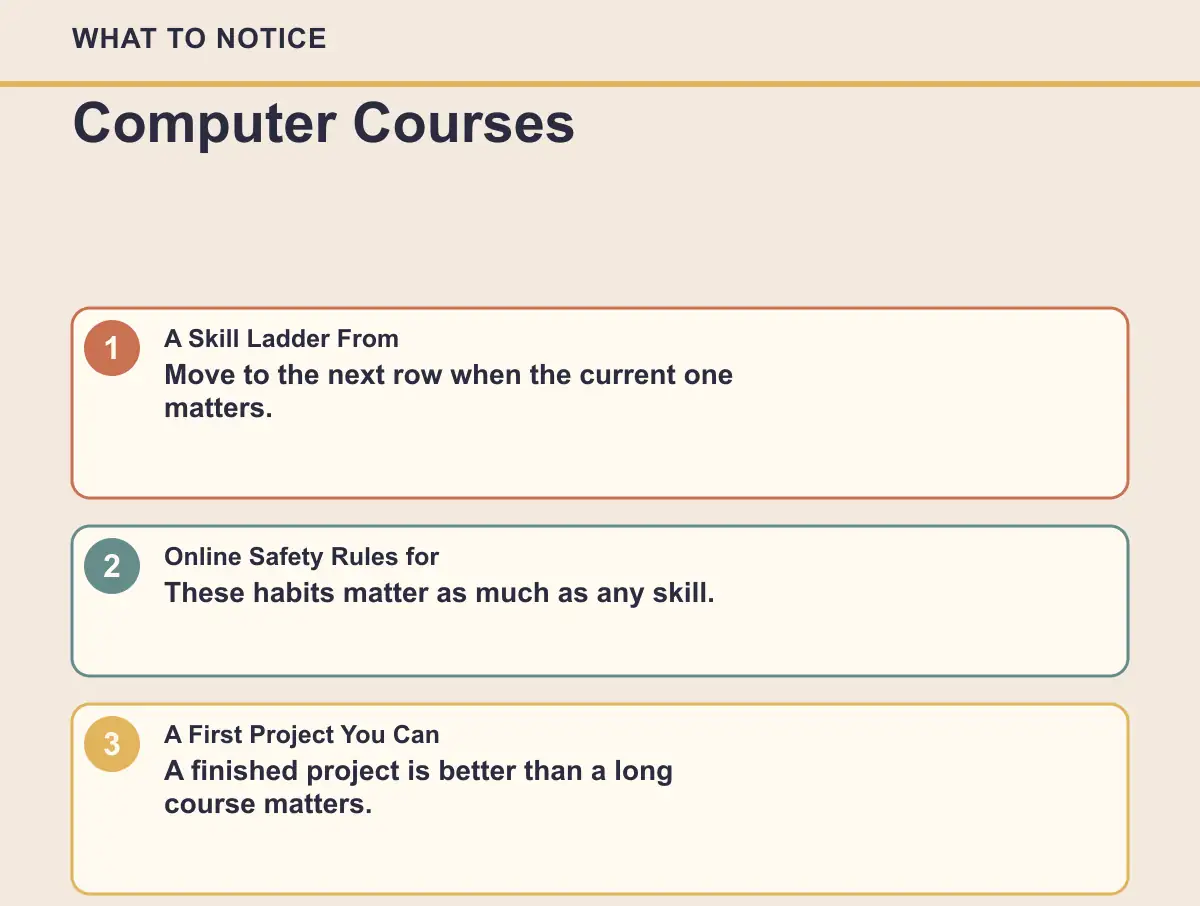 WHAT TO NOTICE
Computer Courses
1
A Skill Ladder From
Move to the next row when the current one
matters.
2
Online Safety Rules for
These habits matter as much as any skill.
3
A First Project You Can
A finished project is better than a long
course matters.